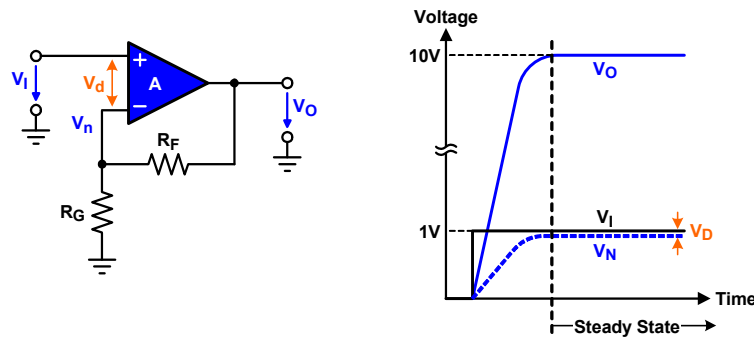 VI
Vd
+
−
A
Vn
VO
RF
RG
Voltage
10V
VO
1V
VI
VN
VD
Time
Steady State